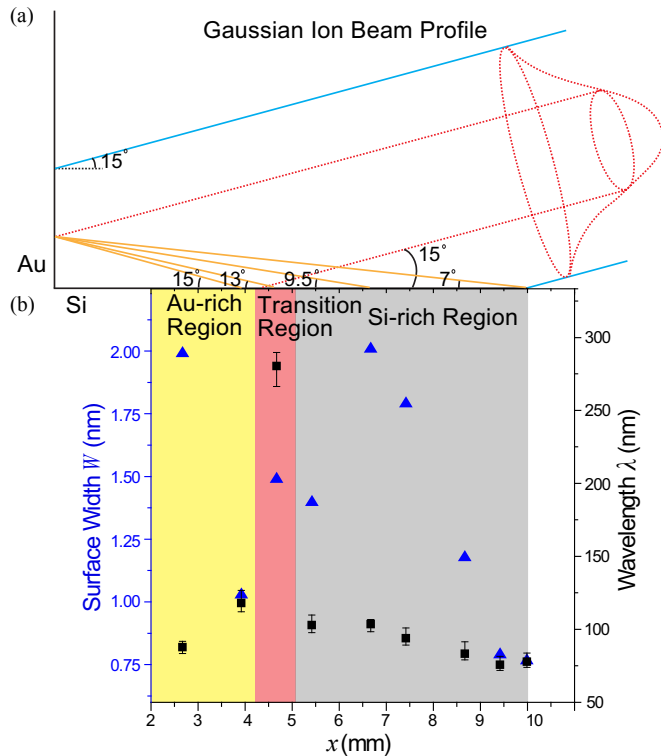 (a)
Gaussian Ion Beam Profile
15°
Au
15°
13°
9.5°
15°
7°
(b)
Si
Au-rich
Region
Transition
Region
Si-rich Region
Surface Width W (nm)
2.00
1.75
1.50
1.25
1.00
0.75
Wavelength λ (nm)
300
250
200
150
100
50
2 3 4 5 6 7 8 9 10
x (mm)